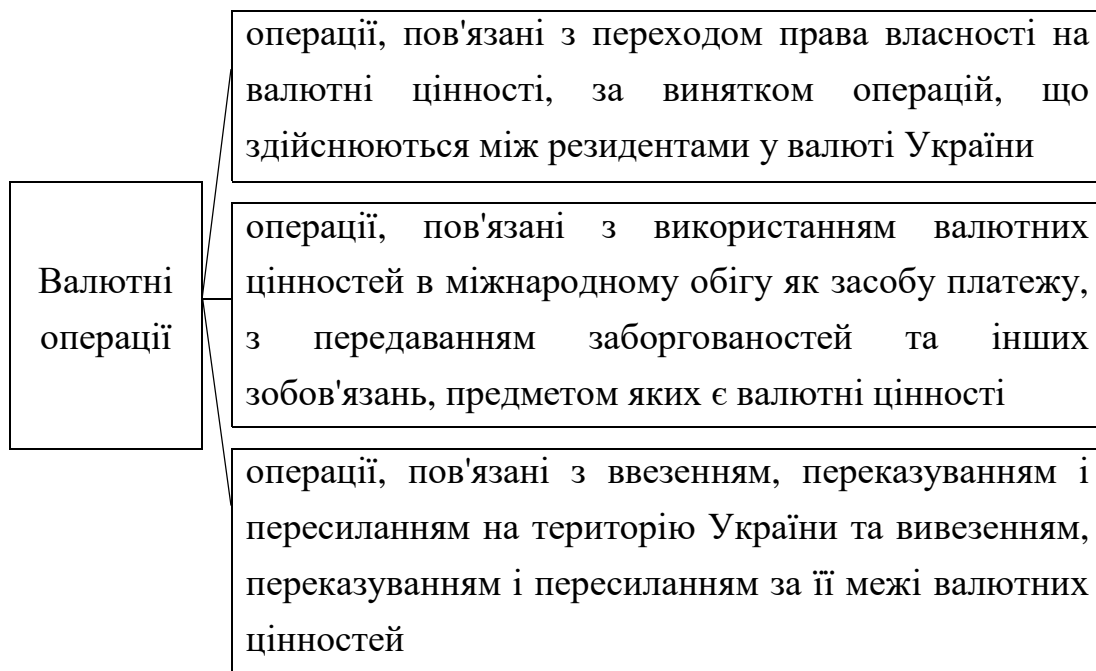 Валютні
операції
операції, пов'язані з переходом права власності на
валютні цінності, за винятком операцій, що
здійснюються між резидентами у валюті України
операції, пов'язані з використанням валютних
цінностей в міжнародному обігу як засобу платежу,
з передаванням заборгованостей та інших
зобов'язань, предметом яких є валютні цінності
операції, пов'язані з ввезенням, переказуванням і
пересиланням на територію України та вивезенням,
переказуванням і пересиланням за її межі валютних
цінностей